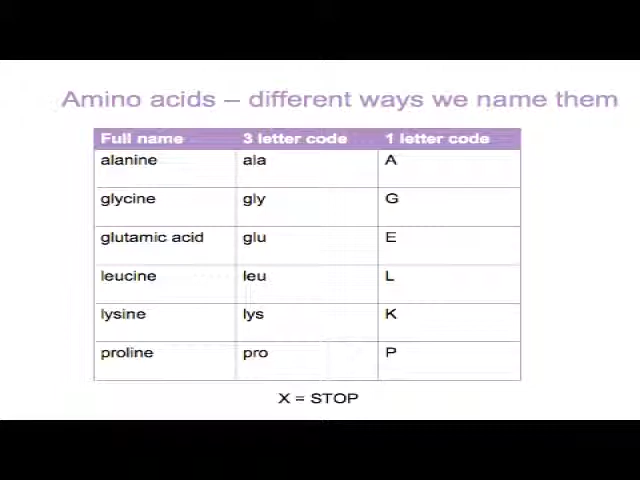 Amino acids – different ways we name them
Full name 3 letter code 1 letter code
alanine ala A
glycine gly G
glutamic acid glu E
leucine leu L
lysine lys K
proline pro P
X = STOP